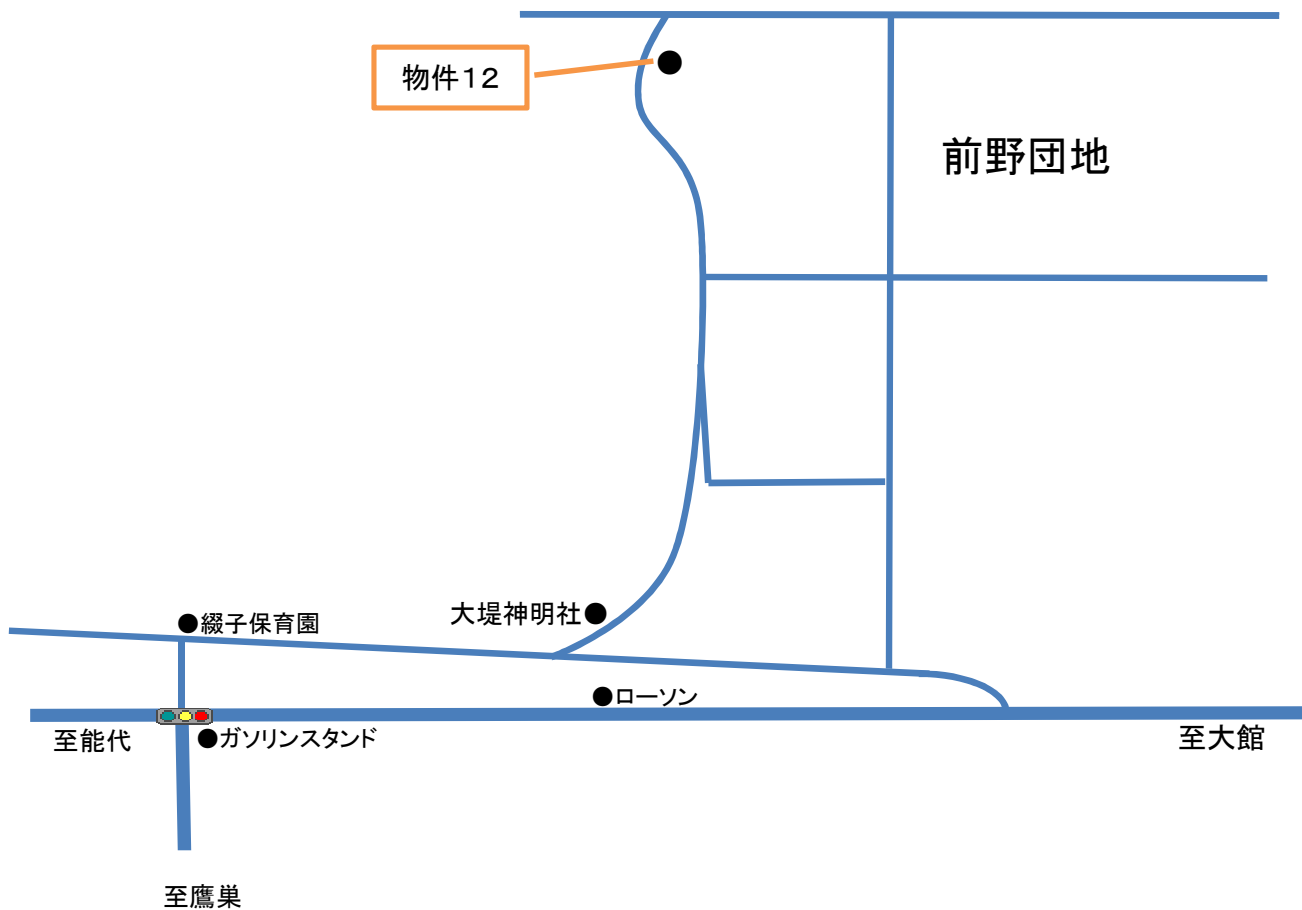 物件12
前野団地
大堤神明社●
●綴子保育園
●ローソン
至能代
●ガソリンスタンド
至大館
至鷹巣